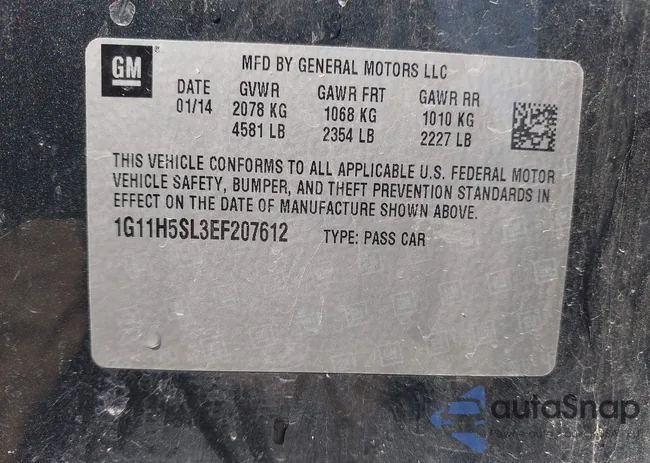 GM
MFD BY GENERAL MOTORS LLC
DATE GVWR GAWR FRT GAWR RR
01/14 2078 KG 1068 KG 1010 KG
4581 LB 2354 LB 2227 LB
THIS VEHICLE CONFORMS TO ALL APPLICABLE U.S. FEDERAL MOTOR
VEHICLE SAFETY, BUMPER, AND THEFT PREVENTION STANDARDS IN
EFFECT ON THE DATE OF MANUFACTURE SHOWN ABOVE.
1G11H5SL3EF207612 TYPE: PASS CAR
autoSnap